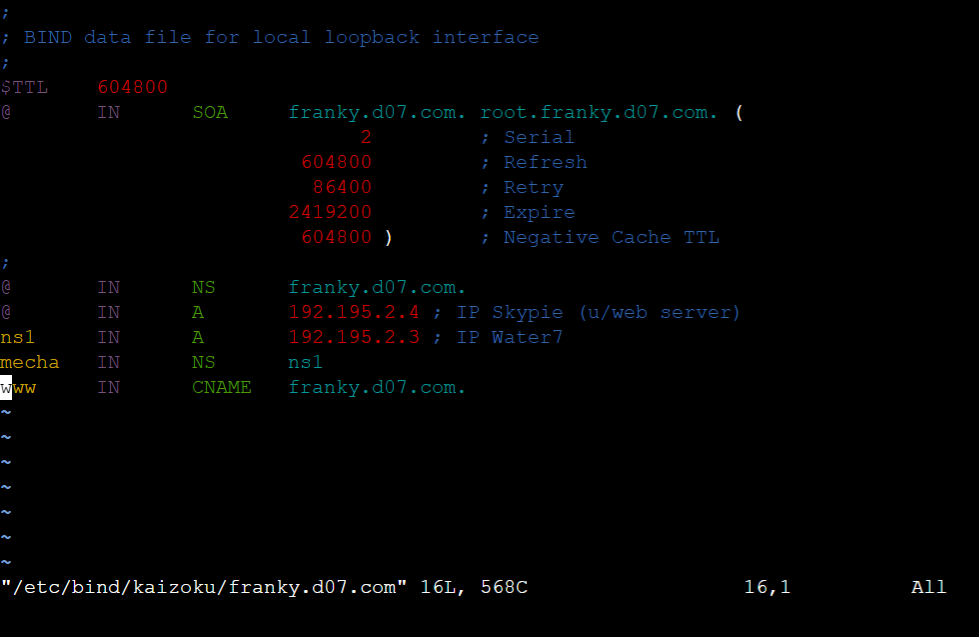 ;
; BIND data file for local loopback interface
;
$TTL    604800
@       IN      SOA     franky.d07.com. root.franky.d07.com. (
                              2         ; Serial
                         604800         ; Refresh
                          86400         ; Retry
                        2419200         ; Expire
                         604800 )       ; Negative Cache TTL
;
@       IN      NS      franky.d07.com.
@       IN      A       192.195.2.4 ; IP Skypie (u/web server)
ns1     IN      A       192.195.2.3 ; IP Water7
mecha   IN      NS      ns1
www     IN      CNAME   franky.d07.com.
~
~
~
~
~
~
~
"/etc/bind/kaizoku/franky.d07.com" 16L, 568C                  16,1          All